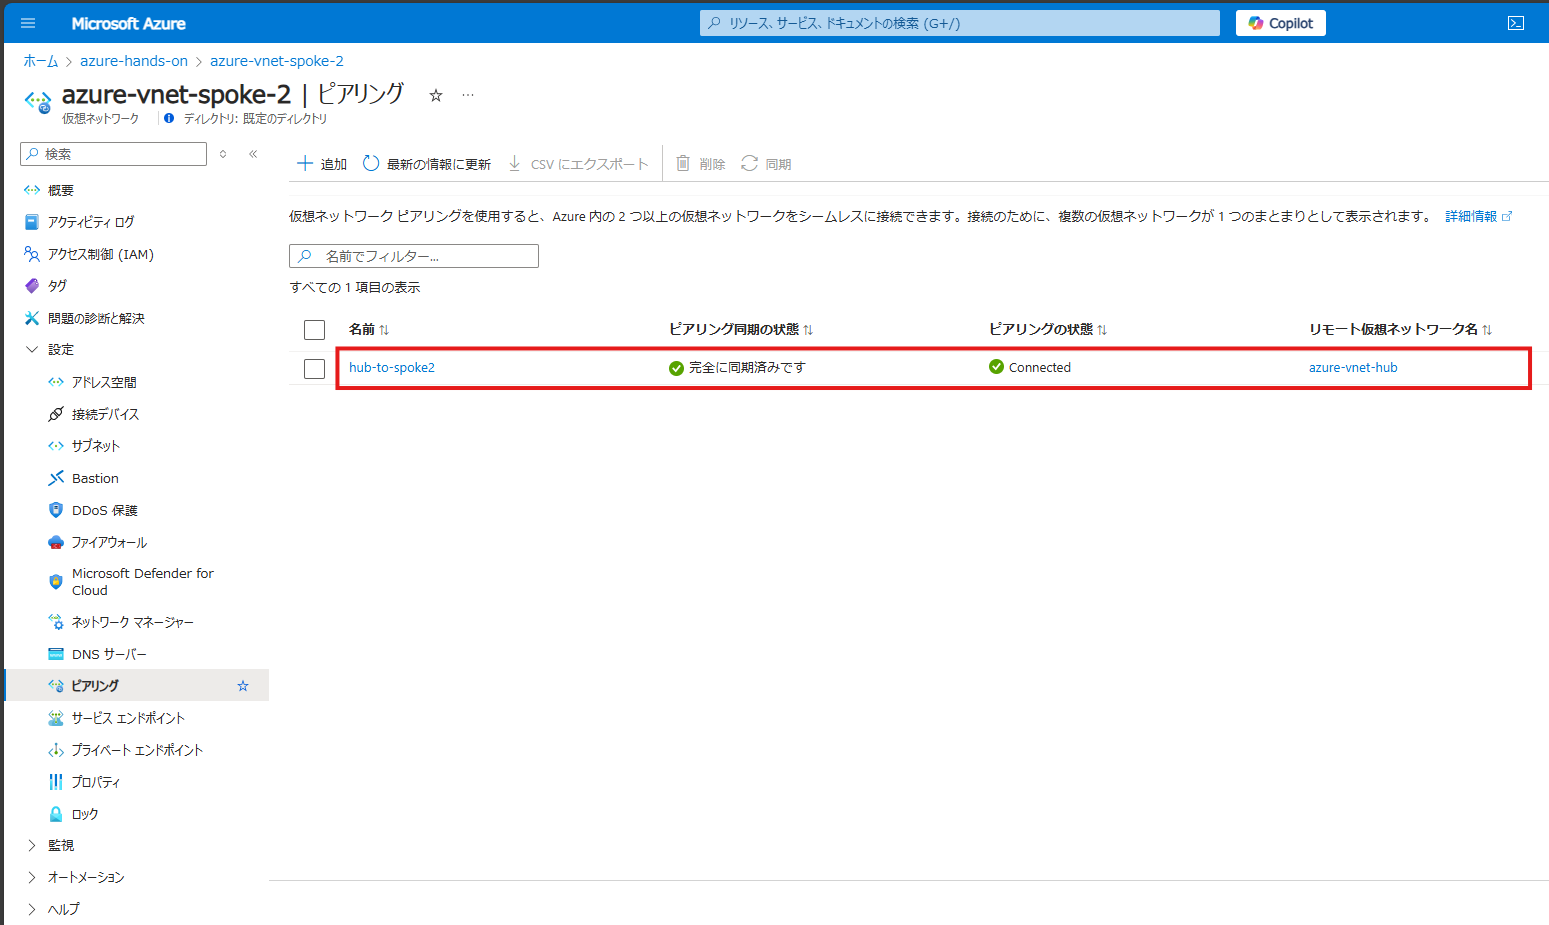 Microsoft Azure
リソース、サービス、ドキュメントの検索 (G+/)
Copilot
ホーム > azure-hands-on > azure-vnet-spoke-2
azure-vnet-spoke-2 | ピアリング
仮想ネットワーク
ディレクトリ: 既定のディレクトリ
検索
概要
アクティビティ ログ
アクセス制御 (IAM)
タグ
問題の診断と解決
設定
アドレス空間
接続デバイス
サブネット
Bastion
DDoS 保護
ファイアウォール
Microsoft Defender for
Cloud
ネットワーク マネージャー
DNS サーバー
ピアリング
サービス エンドポイント
プライベート エンドポイント
プロパティ
ロック
監視
オートメーション
ヘルプ
追加 最新の情報に更新 CSV にエクスポート 削除 同期
仮想ネットワーク ピアリングを使用すると、Azure 内の 2 つ以上の仮想ネットワークをシームレスに接続できます。接続のために、複数の仮想ネットワークが 1 つのまとまりとして表示されます。 詳細情報
名前でフィルター...
すべての 1 項目の表示
名前 ピアリング同期の状態 ピアリングの状態 リモート仮想ネットワーク名
hub-to-spoke2 完全に同期済みです Connected azure-vnet-hub